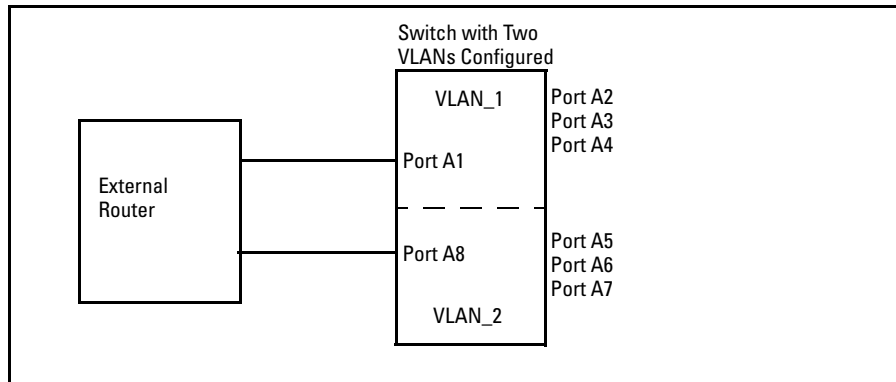 Switch with Two
VLANs Configured
VLAN_1
Port A2
Port A3
Port A4
Port A1
External
Router
Port A8
Port A5
Port A6
Port A7
VLAN_2